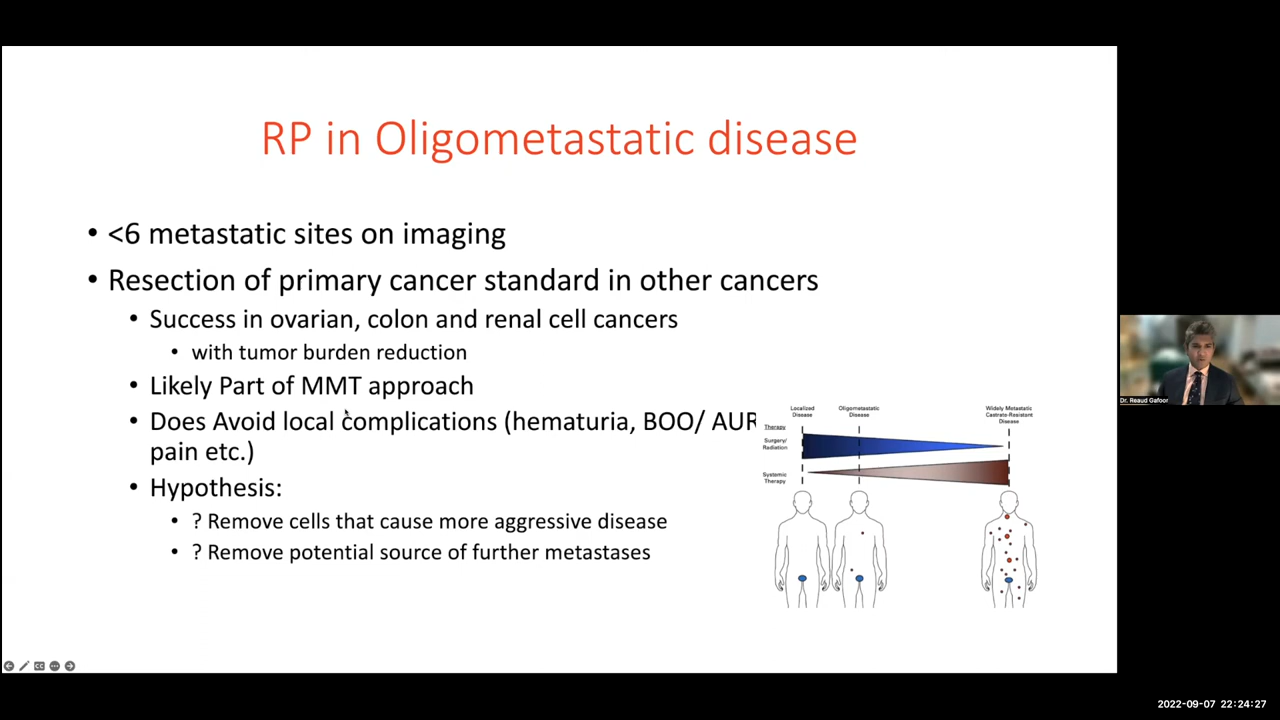 RP in Oligometastatic disease
• <6 metastatic sites on imaging
• Resection of primary cancer standard in other cancers
• Success in ovarian, colon and renal cell cancers
• with tumor burden reduction
• Likely Part of MMT approach
• Does Avoid local complications (hematuria, BOO/ AUR
pain etc.)
• Hypothesis:
• ? Remove cells that cause more aggressive disease
• ? Remove potential source of further metastases
Localized
Disease
Oligometastatic
Disease
Widely Metastatic
Castrate-Resistant
Disease
Therapy
Surgery/
Radiation
Systemic
Therapy
Dr. Reaud Gafoor
2022-09-07 22:24:27